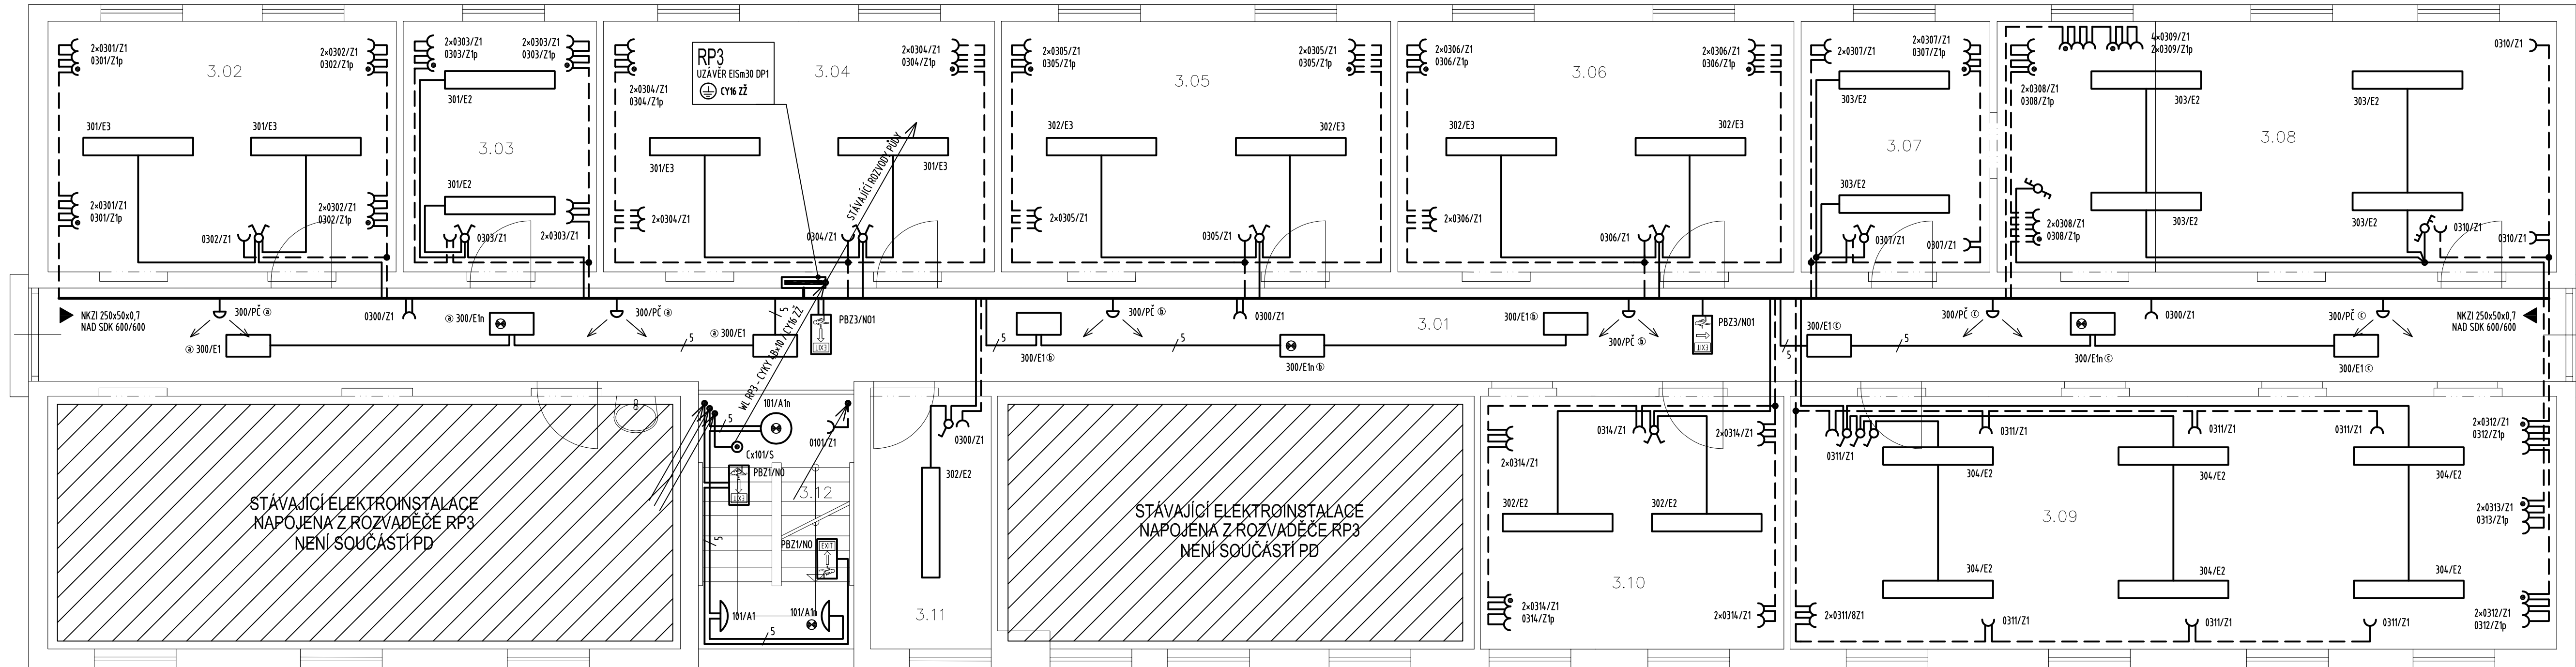 2×0301/Z1
0301/Z1p
3.02
2×0302/Z1
0302/Z1p
301/E3
301/E3
2×0301/Z1
0301/Z1p
2×0302/Z1
0302/Z1p
0302/Z1
2×0303/Z1
0303/Z1p
2×0303/Z1
0303/Z1p
301/E2
3.03
301/E2
0303/Z1
2×0303/Z1
RP3
UZÁVĚR EISm30 DP1
CY16 ZŽ
3.04
2×0304/Z1
0304/Z1p
2×0304/Z1
0304/Z1p
301/E3
301/E3
STÁVAJÍCÍ ROZVODY PŮDY
2×0304/Z1
0304/Z1
2×0305/Z1
0305/Z1p
3.05
2×0305/Z1
0305/Z1p
302/E3
302/E3
2×0305/Z1
0305/Z1
2×0306/Z1
0306/Z1p
3.06
2×0306/Z1
0306/Z1p
302/E3
302/E3
2×0306/Z1
0306/Z1
2×0307/Z1
2×0307/Z1
0307/Z1p
303/E2
3.07
303/E2
0307/Z1
0307/Z1
4×0309/Z1
2×0309/Z1p
0310/Z1
2×0308/Z1
0308/Z1p
303/E2
303/E2
3.08
303/E2
303/E2
2×0308/Z1
0308/Z1p
0310/Z1
0310/Z1
NKZI 250x50x0,7
NAD SDK 600/600
300/PČ ⓐ
ⓐ 300/E1
0300/Z1
ⓐ 300/E1n
300/PČ ⓐ
5
ⓐ 300/E1
5
EXIT
PBZ3/NO1
WL RP3 - CYKY 4Bx10 / CY16 ZŽ
5
300/E1 ⓑ
300/PČ ⓑ
5
0300/Z1
300/E1n ⓑ
3.01
300/E1 ⓑ
300/PČ ⓑ
EXIT
PBZ3/NO1
5
300/E1 ⓒ
5
300/PČ ⓒ
300/E1n ⓒ
0300/Z1
300/PČ ⓒ
300/E1 ⓒ
NKZI 250x50x0,7
NAD SDK 600/600
STÁVAJÍCÍ ELEKTROINSTALACE
NAPOJENA Z ROZVADĚČE RP3
NENÍ SOUČÁSTÍ PD
101/A1n
5
0101/Z1
Cx101/S
PBZ1/NO
EXIT
3.12
5
PBZ1/NO
EXIT
101/A1
101/A1n
5
0300/Z1
302/E2
3.11
STÁVAJÍCÍ ELEKTROINSTALACE
NAPOJENA Z ROZVADĚČE RP3
NENÍ SOUČÁSTÍ PD
0314/Z1
2×0314/Z1
2×0314/Z1
302/E2
302/E2
3.10
2×0314/Z1
0314/Z1p
2×0314/Z1
0311/Z1
0311/Z1
0311/Z1
0311/Z1
2×0312/Z1
0312/Z1p
304/E2
304/E2
304/E2
3.09
2×0313/Z1
0313/Z1p
304/E2
304/E2
304/E2
2×0311/8Z1
0311/Z1
0311/Z1
0311/Z1
2×0312/Z1
0312/Z1p